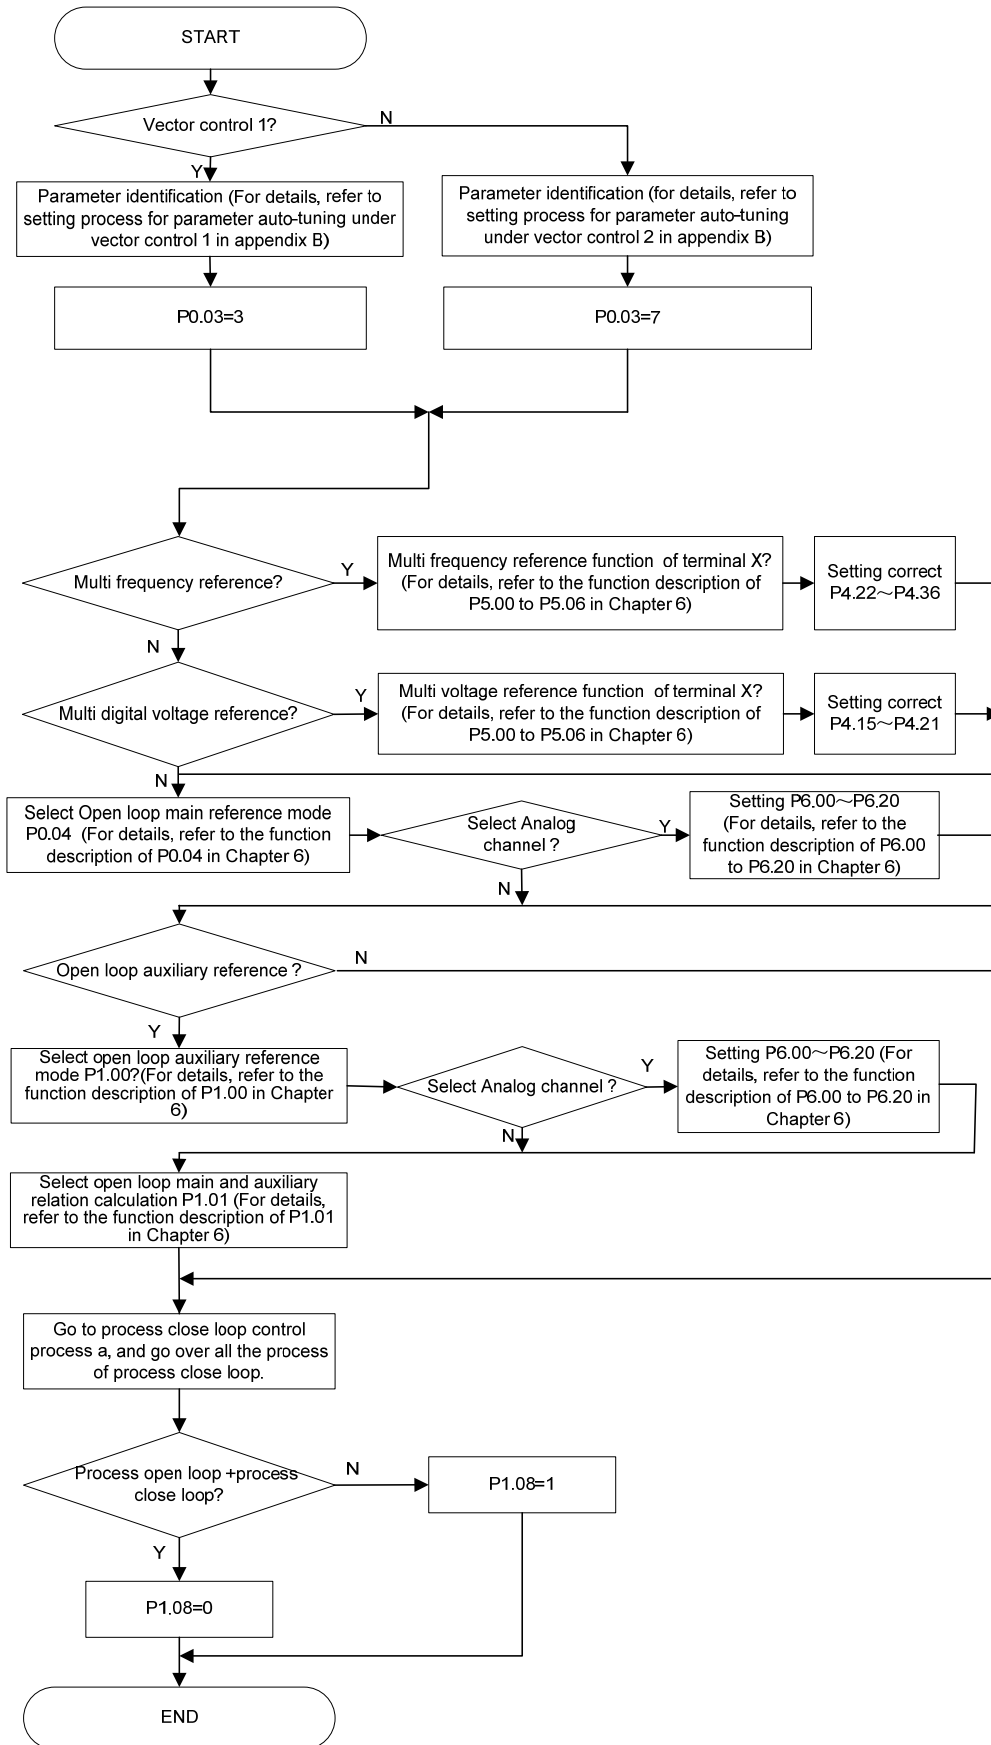 START
Vector control 1?
N
Y
Parameter identification (For details, refer to
setting process for parameter auto-tuning under
vector control 1 in appendix B)
Parameter identification (for details, refer to
setting process for parameter auto-tuning
under vector control 2 in appendix B)
P0.03=3
P0.03=7
Multi frequency reference?
Y
Multi frequency reference function of terminal X?
(For details, refer to the function description of
P5.00 to P5.06 in Chapter 6)
Setting correct
P4.22～P4.36
N
Multi digital voltage reference?
Y
Multi voltage reference function of terminal X?
(For details, refer to the function description of
P5.00 to P5.06 in Chapter 6)
Setting correct
P4.15～P4.21
N
Select Open loop main reference mode
P0.04 (For details, refer to the function
description of P0.04 in Chapter 6)
Select Analog
channel ?
Y
Setting P6.00～P6.20
(For details, refer to the
function description of P6.00
to P6.20 in Chapter 6)
N
Open loop auxiliary reference ?
N
Y
Select open loop auxiliary reference
mode P1.00?(For details, refer to the
function description of P1.00 in Chapter
6)
Select Analog channel ?
Y
Setting P6.00～P6.20 (For
details, refer to the function
description of P6.00 to P6.20 in
Chapter 6)
N
Select open loop main and auxiliary
relation calculation P1.01 (For details,
refer to the function description of P1.01
in Chapter 6)
Go to process close loop control
process a, and go over all the process
of process close loop.
Process open loop +process
close loop?
N
P1.08=1
Y
P1.08=0
END